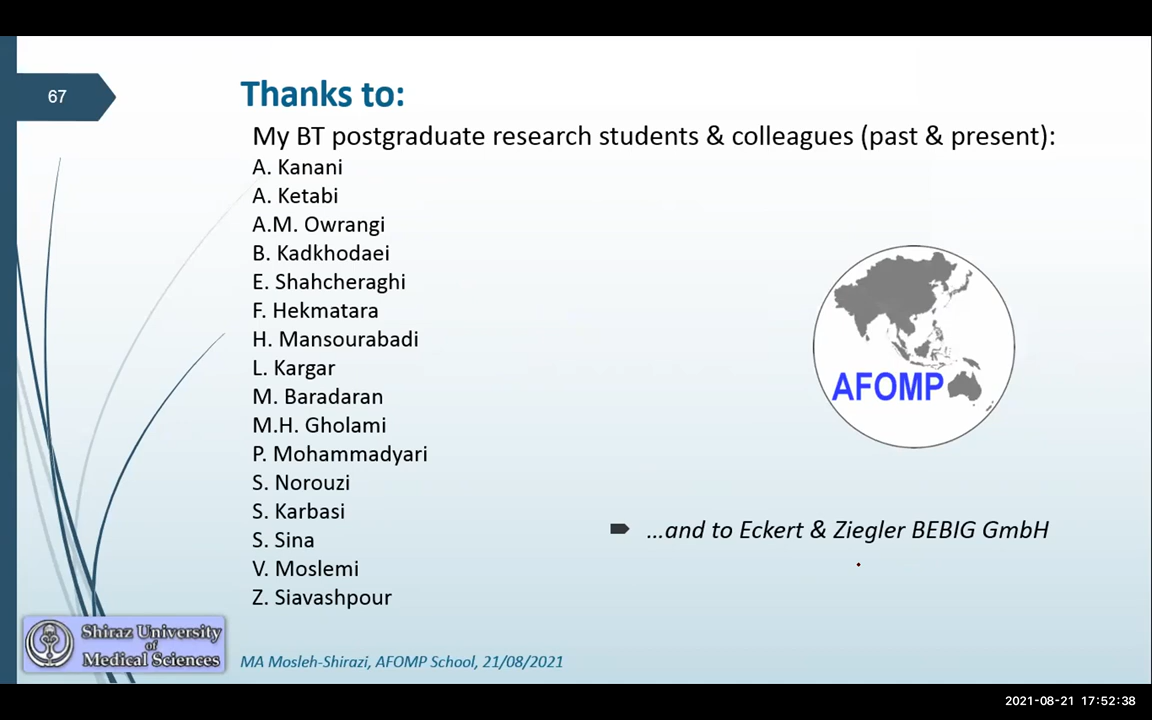 67
Thanks to:
My BT postgraduate research students & colleagues (past & present):
A. Kanani
A. Ketabi
A.M. Owrangi
B. Kadkhodaei
E. Shahcheraghi
F. Hekmatara
H. Mansourabadi
L. Kargar
M. Baradaran
M.H. Gholami
P. Mohammadyari
S. Norouzi
S. Karbasi
S. Sina
V. Moslemi
Z. Siavashpour
AFOMP
...and to Eckert & Ziegler BEBIG GmbH
Shiraz University
of
Medical Sciences
MA Mosleh-Shirazi, AFOMP School, 21/08/2021
2021-08-21 17:52:38